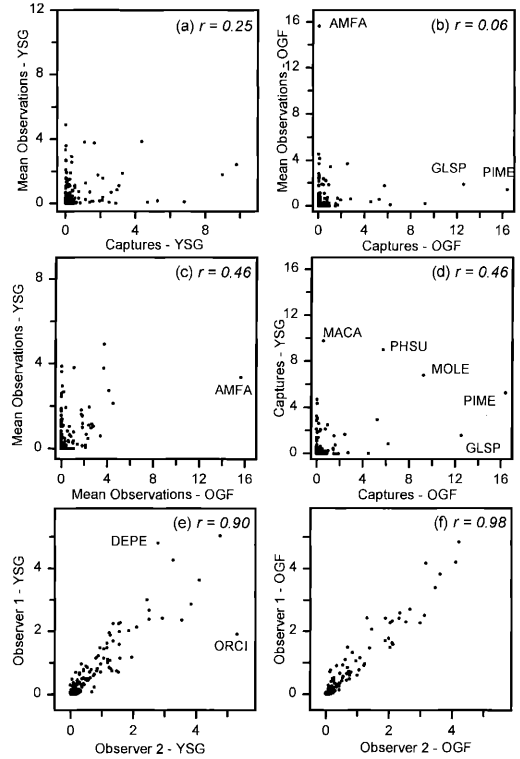 (a) r = 0.25
12
8
4
0
Mean Observations - YSG
0 4 8
Captures - YSG
(b) r = 0.06
AMFA
GLSP
PIME
16
12
8
4
0
Mean Observations - OGF
0 4 8 12 16
Captures - OGF
(c) r = 0.46
AMFA
8
4
0
Mean Observations - YSG
0 4 8 12 16
Mean Observations - OGF
(d) r = 0.46
MACA
PHSU
MOLE
PIME
GLSP
16
12
8
4
0
Captures - YSG
0 4 8 12 16
Captures - OGF
(e) r = 0.90
DEPE
ORCI
4
2
0
Observer 1 - YSG
0 2 4
Observer 2 - YSG
(f) r = 0.98
4
2
0
Observer 1 - OGF
0 2 4
Observer 2 - OGF